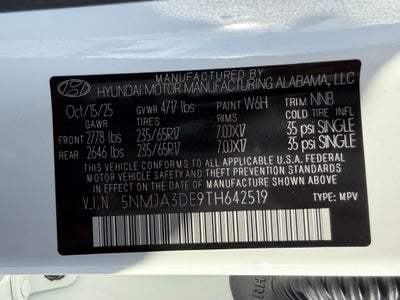 MANUFACTURED BY
HYUNDAI MOTOR MANUFACTURING ALABAMA, LLC
Oct/15/25 GVWR 4717 lbs PAINT W6H TRIM NNB
GAWR TIRES RIMS COLD TIRE INFL
FRONT 2778 lbs 235/65R17 7.0JX17 35 psi SINGLE
REAR 2646 lbs 235/65R17 7.0JX17 35 psi SINGLE
THIS VEHICLE CONFORMS TO ALL APPLICABLE U.S.A. FEDERAL
MOTOR VEHICLE SAFETY AND THEFT PREVENTION STANDARDS
IN EFFECT ON THE DATE OF MANUFACTURE SHOWN ABOVE.
V.I.N 5NMJA3DE9TH642519 TYPE: MPV